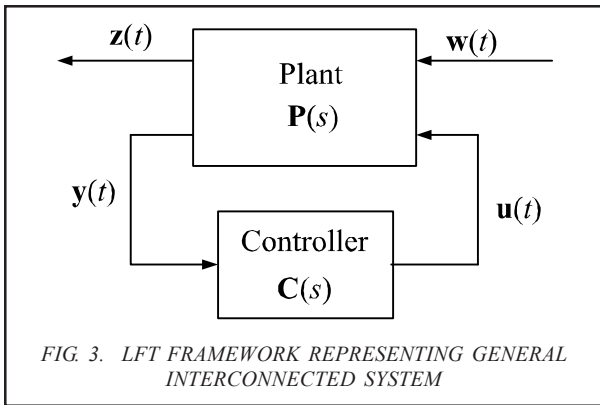 z(t)
w(t)
Plant
P(s)
y(t)
u(t)
Controller
C(s)
FIG. 3. LFT FRAMEWORK REPRESENTING GENERAL
INTERCONNECTED SYSTEM